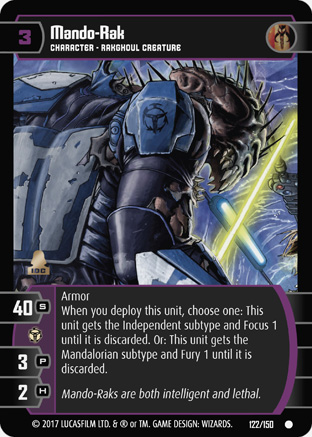 3
Mando-Rak
CHARACTER • RAKGHOUL CREATURE
IDC
40 S
3 P
2 H
Armor
When you deploy this unit, choose one: This
unit gets the Independent subtype and Focus 1
until it is discarded. Or: This unit gets the
Mandalorian subtype and Fury 1 until it is
discarded.
Mando-Raks are both intelligent and lethal.
© 2017 LUCASFILM LTD. & ® or TM. GAME DESIGN: WIZARDS.
122/150